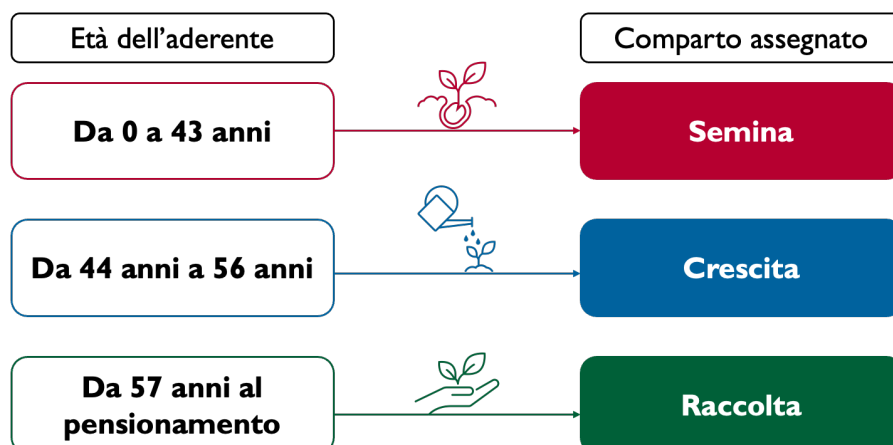 Età dell’aderente
Comparto assegnato
Da 0 a 43 anni
Semina
Da 44 anni a 56 anni
Crescita
Da 57 anni al
pensionamento
Raccolta